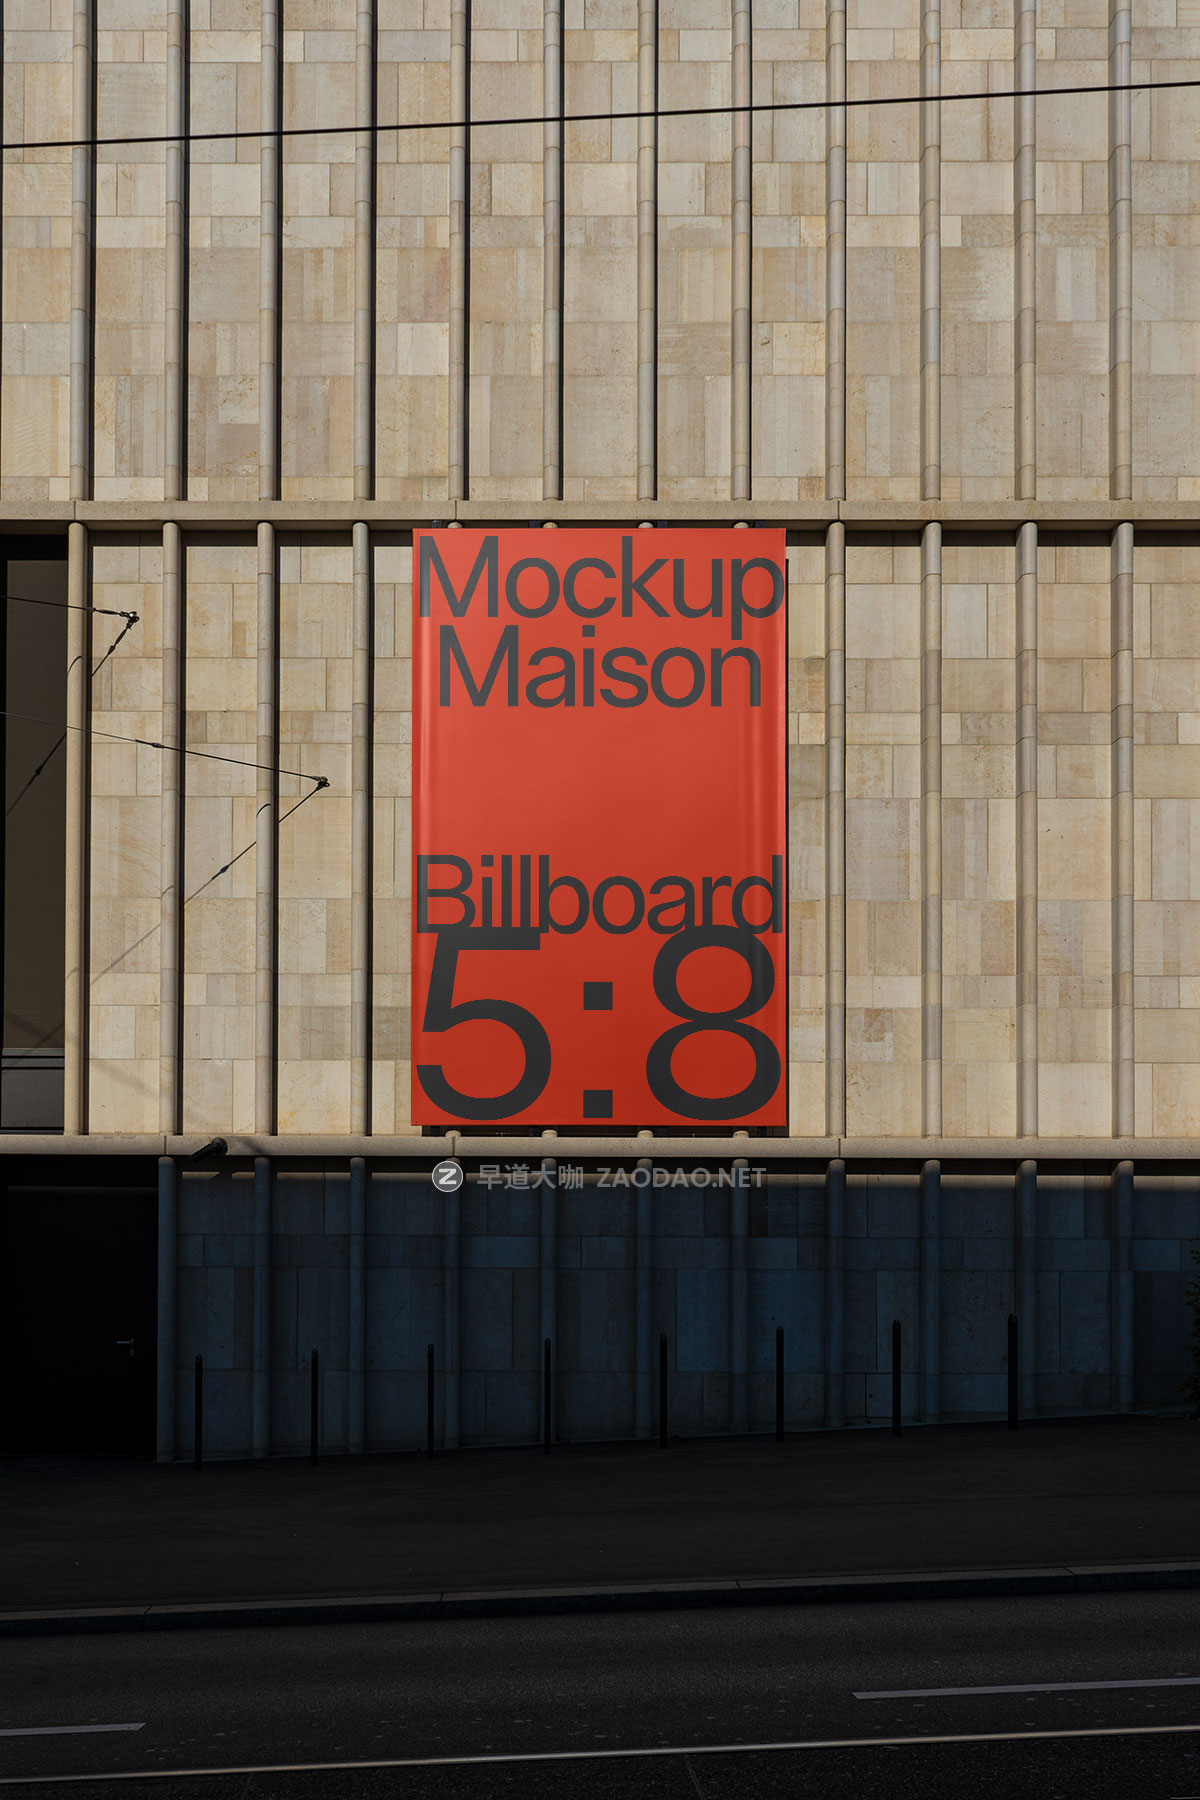 Mockup
Maison
Billboard
5:8
早道大咖 ZAODAO.NET